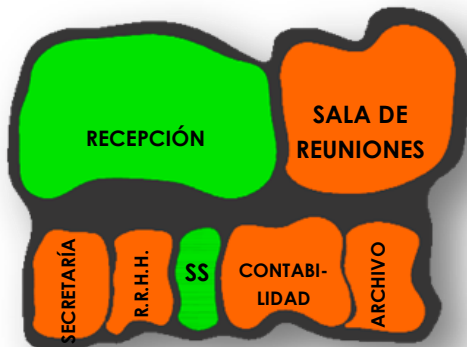 RECEPCIÓN
SALA DE
REUNIONES
SECRETARÍA
R.R.H.H.
SS
CONTABI-
LIDAD
ARCHIVO